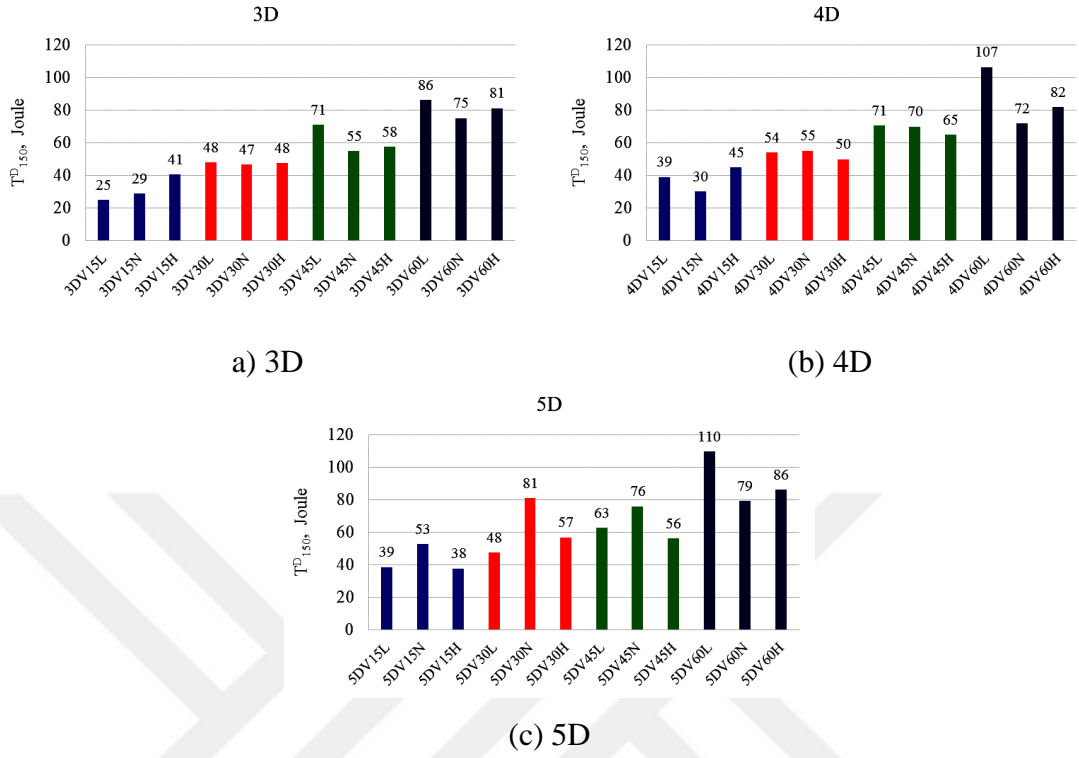 3D
120
100
80
60
40
20
0
T^D_150, Joule
25 29 41 48 47 48 71 55 58 86 75 81
3DV15L 3DV15N 3DV15H 3DV30L 3DV30N 3DV30H 3DV45L 3DV45N 3DV45H 3DV60L 3DV60N 3DV60H
a) 3D
4D
120
100
80
60
40
20
0
T^D_150, Joule
39 30 45 54 55 50 71 70 65 107 72 82
4DV15L 4DV15N 4DV15H 4DV30L 4DV30N 4DV30H 4DV45L 4DV45N 4DV45H 4DV60L 4DV60N 4DV60H
(b) 4D
5D
120
100
80
60
40
20
0
T^D_150, Joule
39 53 38 48 81 57 63 76 56 110 79 86
5DV15L 5DV15N 5DV15H 5DV30L 5DV30N 5DV30H 5DV45L 5DV45N 5DV45H 5DV60L 5DV60N 5DV60H
(c) 5D